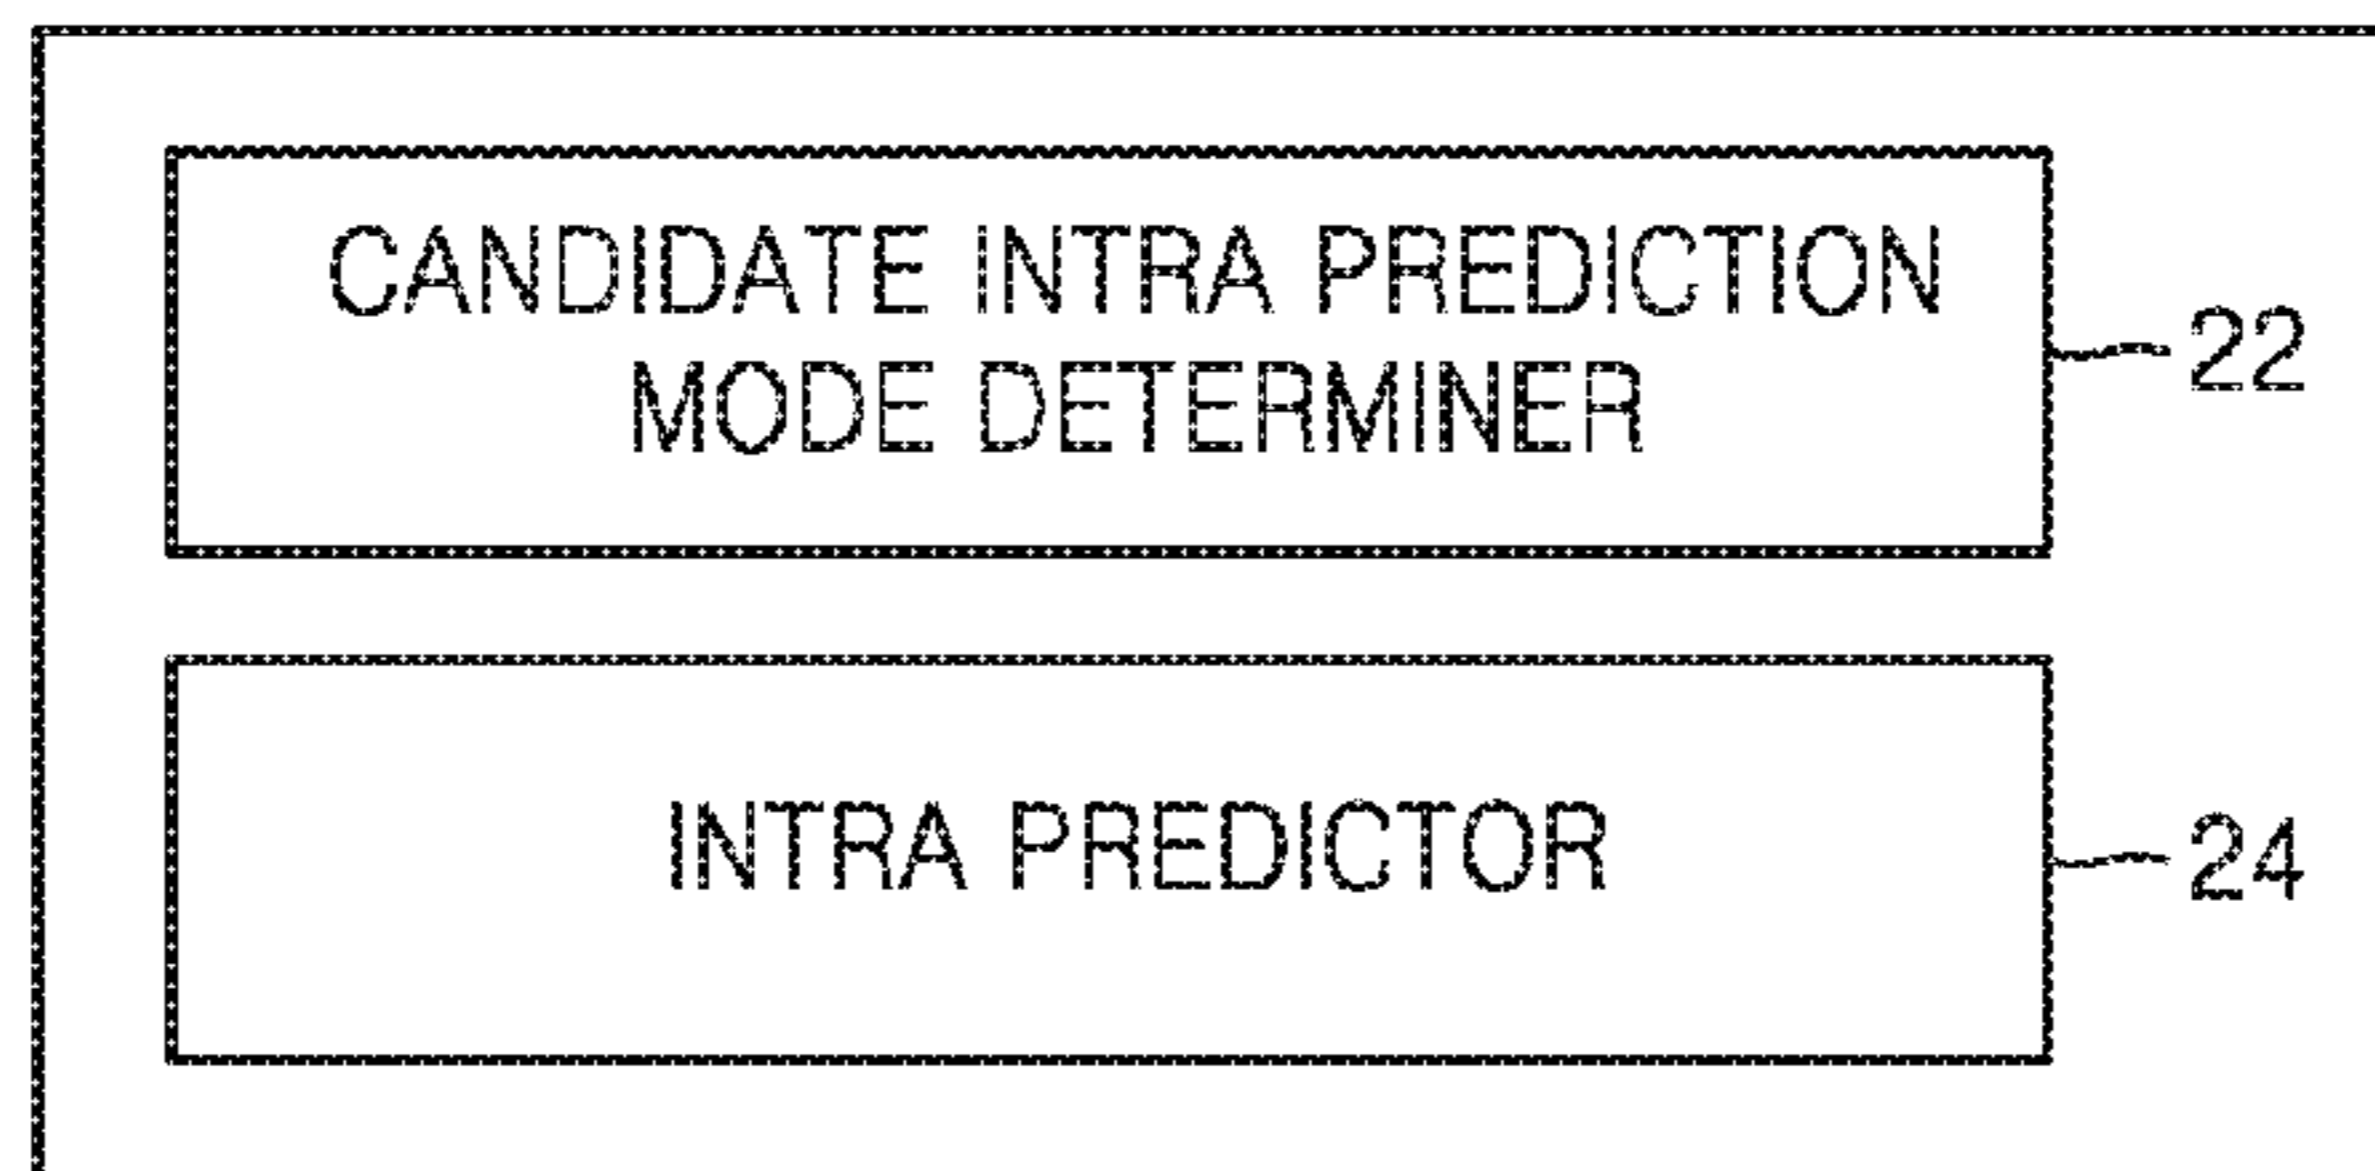 CANDIDATE INTRA PREDICTION
MODE DETERMINER
22
INTRA PREDICTOR
24